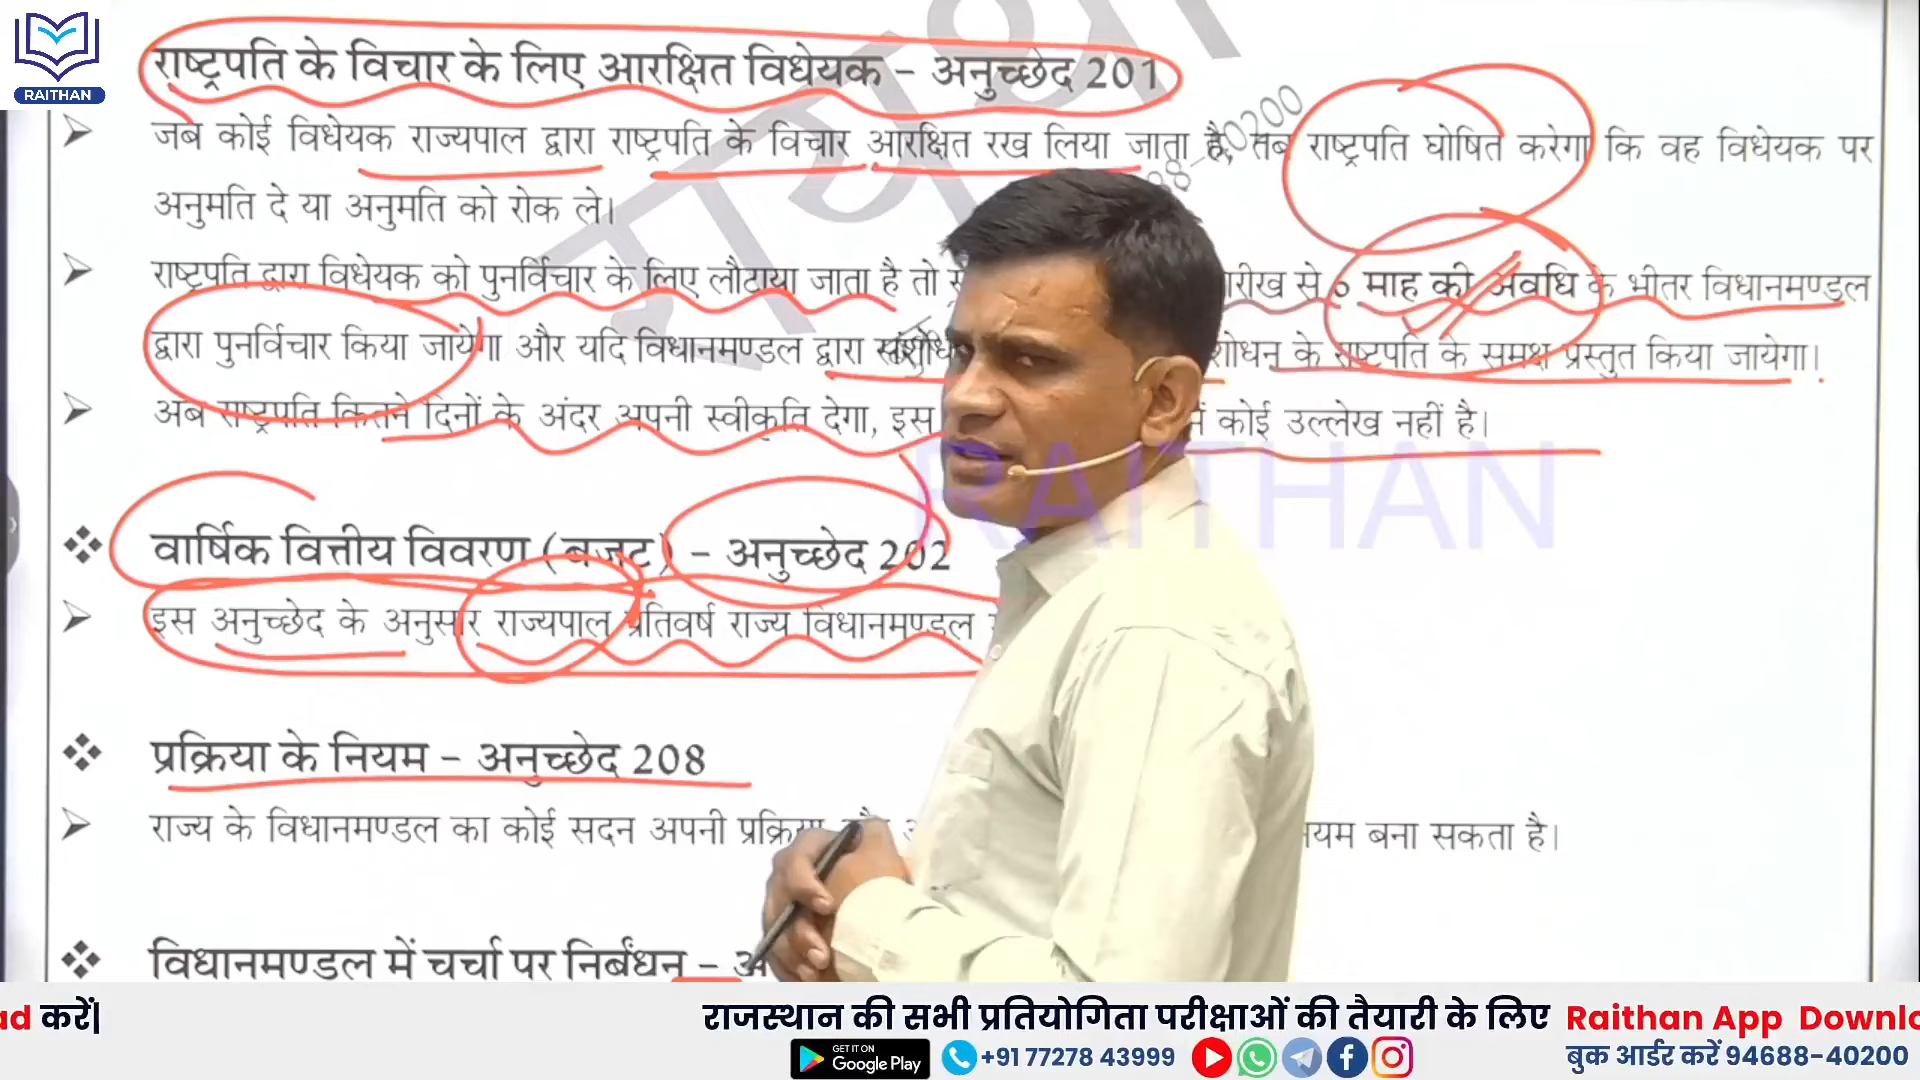 RAITHAN
राष्ट्रपति के विचार के लिए आरक्षित विधेयक – अनुच्छेद 201
जब कोई विधेयक राज्यपाल द्वारा राष्ट्रपति के विचार आरक्षित रख लिया जाता है, तब राष्ट्रपति घोषित करेगा कि वह विधेयक पर
अनुमति दे या अनुमति को रोक ले।
राष्ट्रपति द्वारा विधेयक को पुनर्विचार के लिए लौटाया जाता है तो से 6 माह की अवधि के भीतर विधानमण्डल
द्वारा पुनर्विचार किया जायेगा और यदि विधानमण्डल द्वारा के राष्ट्रपति के समक्ष प्रस्तुत किया जायेगा।
अब राष्ट्रपति कितने दिनों के अंदर अपनी स्वीकृति देगा, इस कोई उल्लेख नहीं है।
RAITHAN
वार्षिक वित्तीय विवरण (बजट) – अनुच्छेद 202
इस अनुच्छेद के अनुसार राज्यपाल प्रतिवर्ष राज्य विधानमण्डल
प्रक्रिया के नियम – अनुच्छेद 208
राज्य के विधानमण्डल का कोई सदन अपनी बना सकता है।
विधानमण्डल में चर्चा पर निर्बंधन –
करें|
राजस्थान की सभी प्रतियोगिता परीक्षाओं की तैयारी के लिए Raithan App
GET IT ON
Google Play
+91 77278 43999
बुक आर्डर करें 94688-40200